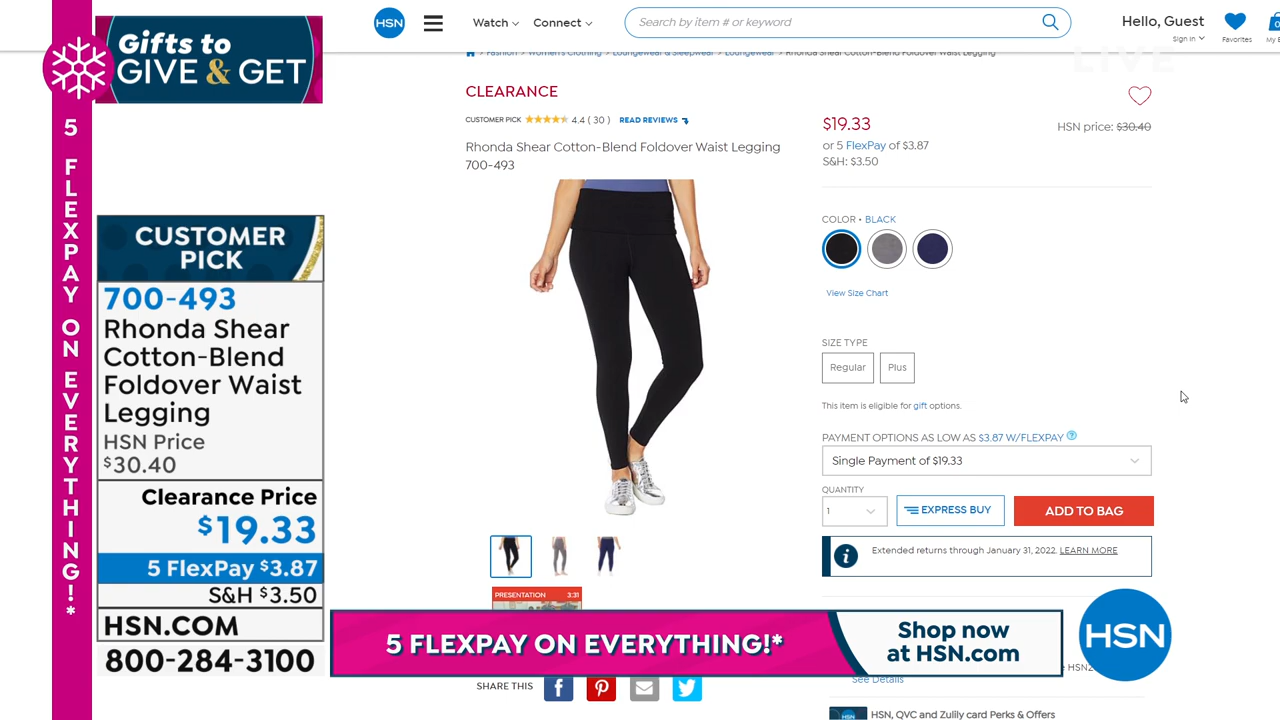 Gifts to
GIVE & GET
5 FLEXPAY ON EVERYTHING!*
CUSTOMER
PICK
700-493
Rhonda Shear
Cotton-Blend
Foldover Waist
Legging
HSN Price
$30.40
Clearance Price
$19.33
5 FlexPay $3.87
S&H $3.50
HSN.COM
800-284-3100
HSN
Watch
Connect
Search by item # or keyword
Hello, Guest
Sign In
Favorites
0
LIVE
Fashion Women's Clothing Loungewear & Sleepwear Loungewear Rhonda Shear Cotton-Blend Foldover Waist Legging
CLEARANCE
CUSTOMER PICK 4.4 ( 30 ) READ REVIEWS
Rhonda Shear Cotton-Blend Foldover Waist Legging
700-493
$19.33
HSN price: $30.40
or 5 FlexPay of $3.87
S&H: $3.50
COLOR • BLACK
View Size Chart
SIZE TYPE
Regular
Plus
This item is eligible for gift options.
PAYMENT OPTIONS AS LOW AS $3.87 W/FLEXPAY ?
Single Payment of $19.33
QUANTITY
1
EXPRESS BUY
ADD TO BAG
i
Extended returns through January 31, 2022. LEARN MORE
PRESENTATION 3:31
5 FLEXPAY ON EVERYTHING!*
Shop now
at HSN.com
HSN
See Details
SHARE THIS
HSN, QVC and Zulily card Perks & Offers